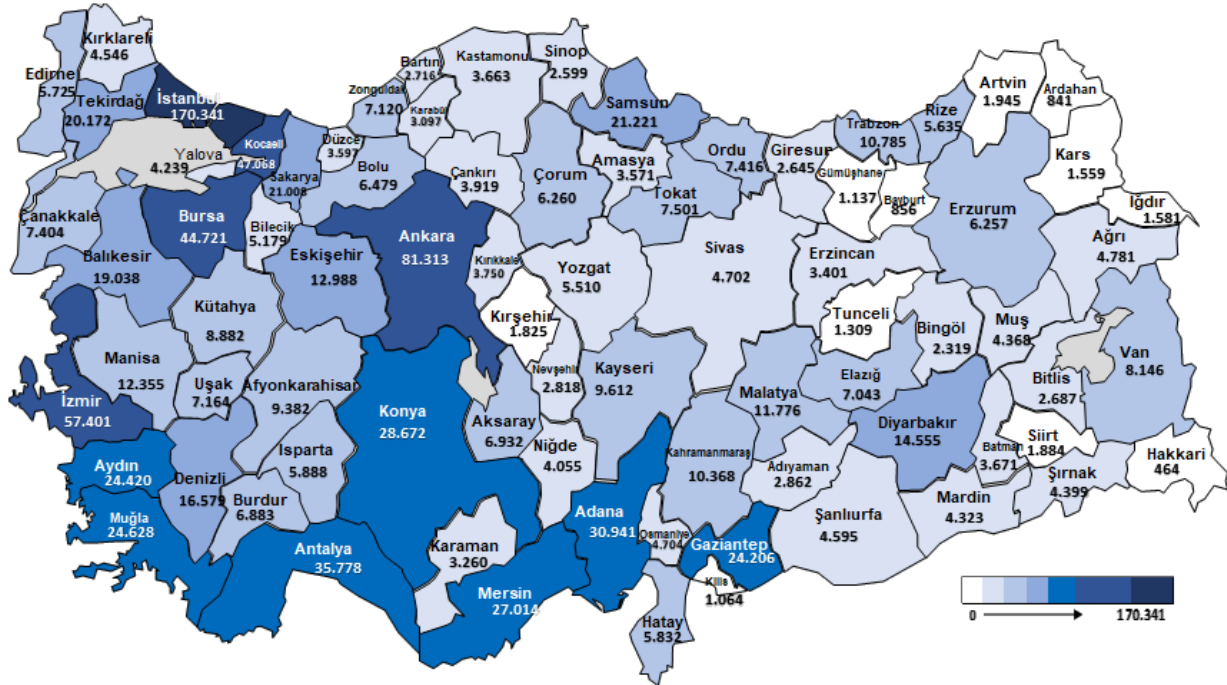 Kırklareli
4.546
Edirne
5.725
Tekirdağ
20.172
İstanbul
170.341
Yalova
4.239
Kocaeli
47.068
Sakarya
21.008
Düzce
3.597
Zonguldak
7.120
Bartın
2.716
Karabük
3.097
Kastamonu
3.663
Sinop
2.599
Samsun
21.221
Bolu
6.479
Çankırı
3.919
Çorum
6.260
Amasya
3.571
Tokat
7.501
Ordu
7.416
Giresun
2.645
Trabzon
10.785
Gümüşhane
1.137
Bayburt
856
Rize
5.635
Artvin
1.945
Ardahan
841
Kars
1.559
Iğdır
1.581
Erzurum
6.257
Ağrı
4.781
Çanakkale
7.404
Balıkesir
19.038
Bursa
44.721
Bilecik
5.179
Eskişehir
12.988
Ankara
81.313
Kırıkkale
3.750
Yozgat
5.510
Sivas
4.702
Erzincan
3.401
Tunceli
1.309
Bingöl
2.319
Muş
4.368
Van
8.146
Bitlis
2.687
Kütahya
8.882
Kırşehir
1.825
Manisa
12.355
Uşak
7.164
Afyonkarahisar
9.382
İzmir
57.401
Konya
28.672
Aksaray
6.932
Nevşehir
2.818
Kayseri
9.612
Malatya
11.776
Elazığ
7.043
Diyarbakır
14.555
Batman
3.671
Siirt
1.884
Hakkari
464
Şırnak
4.399
Mardin
4.323
Aydın
24.420
Denizli
16.579
Isparta
5.888
Burdur
6.883
Niğde
4.055
Kahramanmaraş
10.368
Adıyaman
2.862
Şanlıurfa
4.595
Muğla
24.628
Antalya
35.778
Karaman
3.260
Mersin
27.014
Adana
30.941
Osmaniye
4.704
Gaziantep
24.206
Kilis
1.064
Hatay
5.832
0
170.341